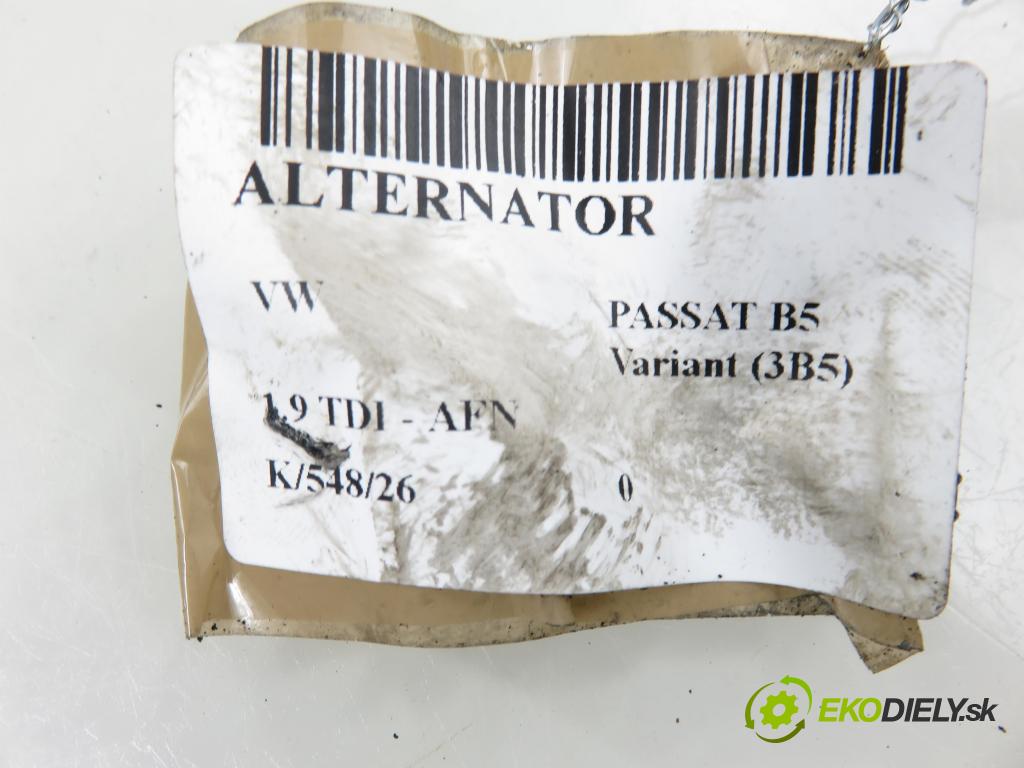 ALTERNATOR
VW
PASSAT B5
Variant (3B5)
1.9 TDI - AFN
K/548/26
0
EKODIELY.sk